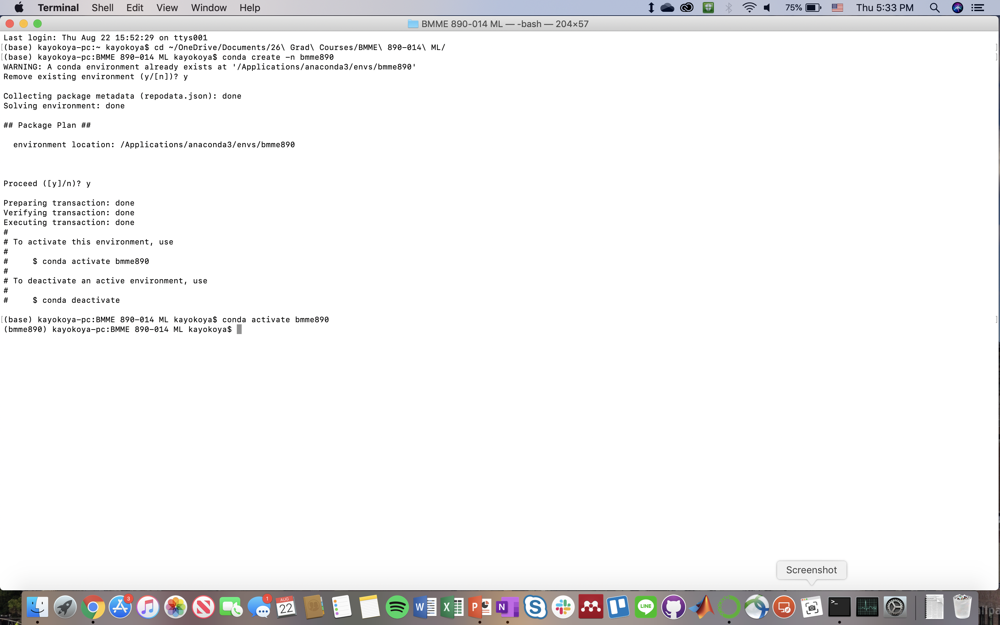 Terminal Shell Edit View Window Help 75% Thu 5:33 PM
BMME 890-014 ML — -bash — 204×57
Last login: Thu Aug 22 15:52:29 on ttys001
[(base) kayokoya-pc:~ kayokoya$ cd ~/OneDrive/Documents/26\ Grad\ Courses/BMME\ 890-014\ ML/ ]
[(base) kayokoya-pc:BMME 890-014 ML kayokoya$ conda create -n bmme890 ]
WARNING: A conda environment already exists at '/Applications/anaconda3/envs/bmme890'
Remove existing environment (y/[n])? y
Collecting package metadata (repodata.json): done
Solving environment: done
## Package Plan ##
environment location: /Applications/anaconda3/envs/bmme890
Proceed ([y]/n)? y
Preparing transaction: done
Verifying transaction: done
Executing transaction: done
#
# To activate this environment, use
#
#     $ conda activate bmme890
#
# To deactivate an active environment, use
#
#     $ conda deactivate
[(base) kayokoya-pc:BMME 890-014 ML kayokoya$ conda activate bmme890 ]
(bmme890) kayokoya-pc:BMME 890-014 ML kayokoya$
Screenshot
3
1
AUG
22
W
X
P
N
S
LINE
>_